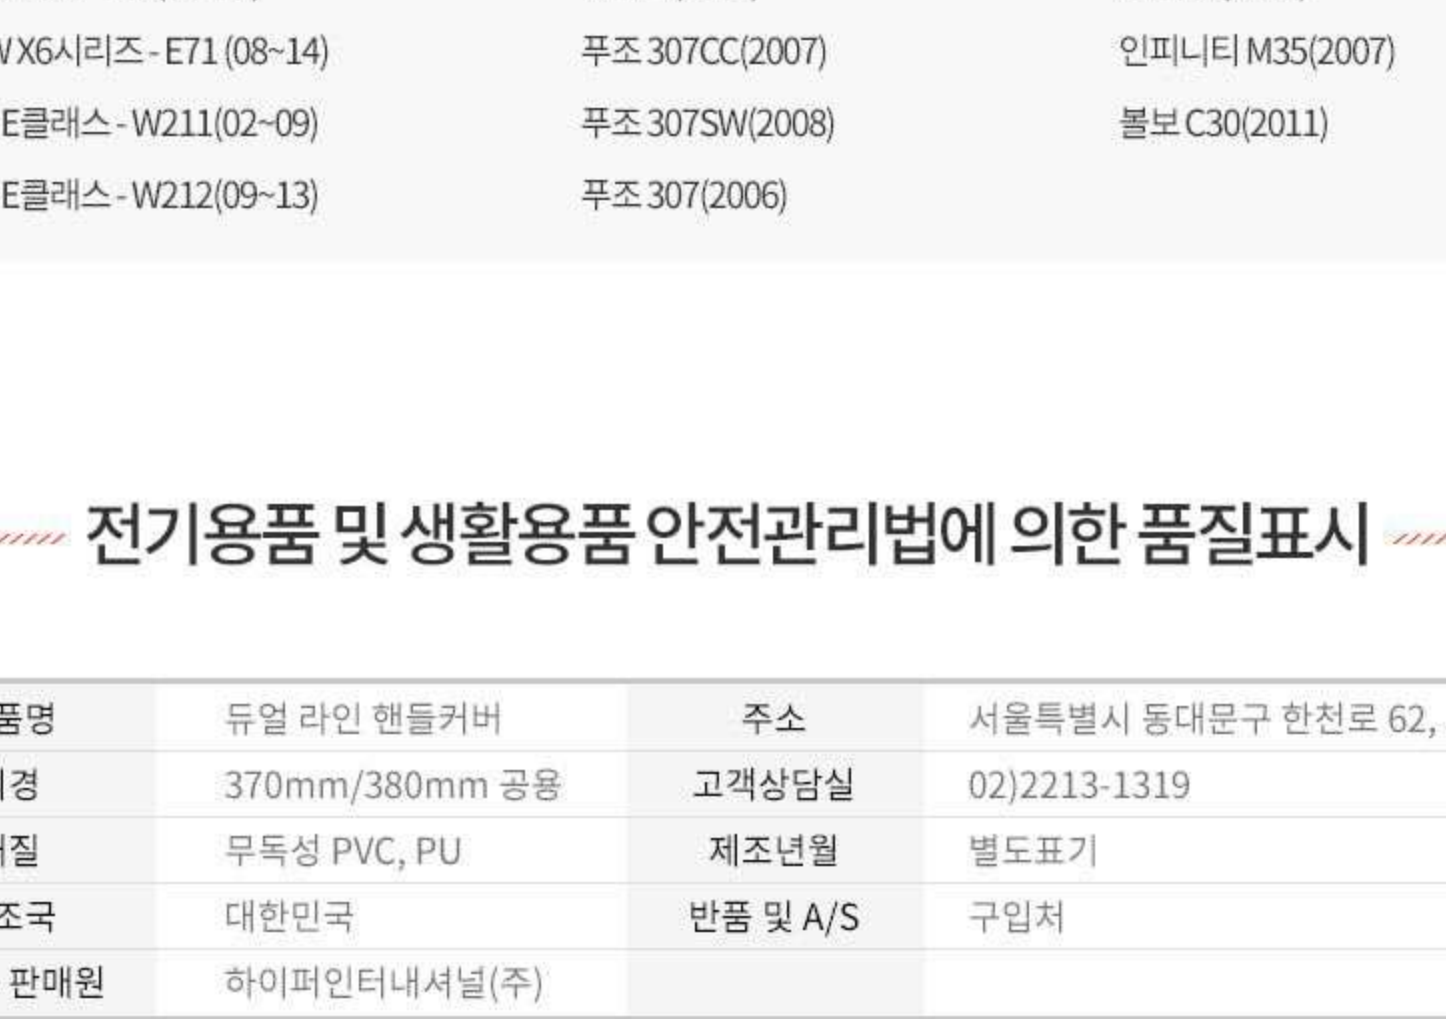 X6시리즈 - E71 (08~14) 푸조 307CC(2007) 인피니티 M35(2007)
E클래스 - W211(02~09) 푸조 307SW(2008) 볼보 C30(2011)
E클래스 - W212(09~13) 푸조 307(2006)
전기용품 및 생활용품 안전관리법에 의한 품질표시
품명 듀얼 라인 핸들커버 주소 서울특별시 동대문구 한천로 62,
경 370mm/380mm 공용 고객상담실 02)2213-1319
질 무독성 PVC, PU 제조년월 별도표기
조국 대한민국 반품 및 A/S 구입처
판매원 하이퍼인터내셔널(주)